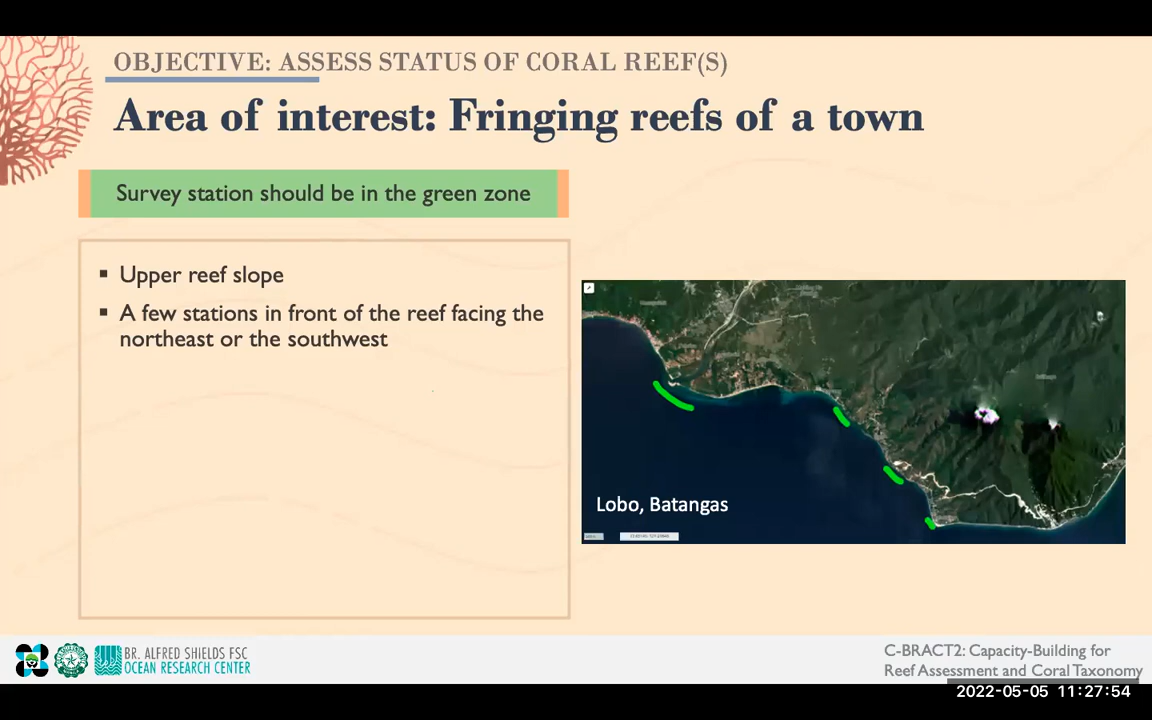 OBJECTIVE: ASSESS STATUS OF CORAL REEF(S)
Area of interest: Fringing reefs of a town
Survey station should be in the green zone
▪ Upper reef slope
▪ A few stations in front of the reef facing the
northeast or the southwest
Lobo, Batangas
BR. ALFRED SHIELDS FSC
OCEAN RESEARCH CENTER
C-BRACT2: Capacity-Building for
Reef Assessment and Coral Taxonomy
2022-05-05 11:27:54